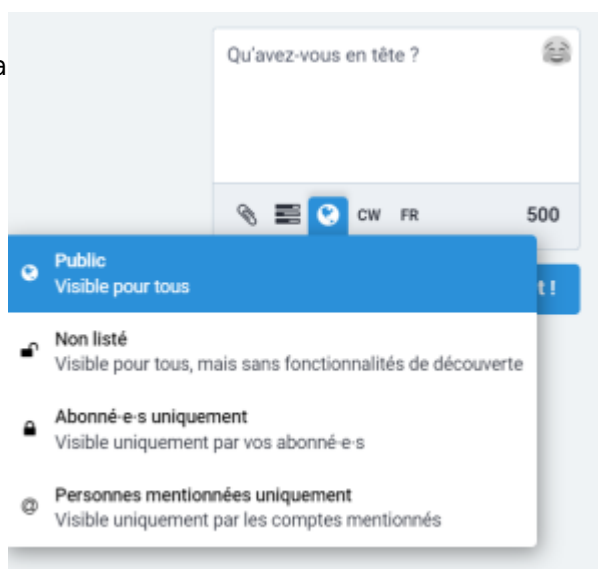 a
Qu'avez-vous en tête ?
CW FR 500
Public
Visible pour tous
t !
Non listé
Visible pour tous, mais sans fonctionnalités de découverte
Abonné·e·s uniquement
Visible uniquement par vos abonné·e·s
@ Personnes mentionnées uniquement
Visible uniquement par les comptes mentionnés